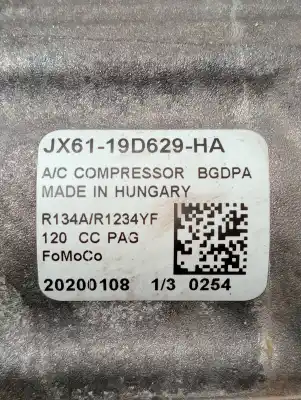 JX61-19D629-HA
A/C COMPRESSOR BGDPA
MADE IN HUNGARY
R134A/R1234YF
120 CC PAG
FoMoCo
20200108 1/3 0254